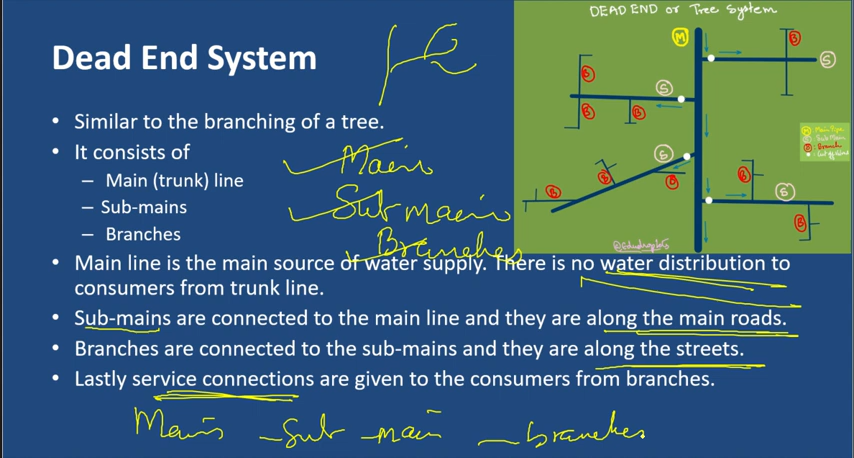 DEAD END or Tree System
Dead End System
M
B
S
B
S
B
B
S
B
B
B
B
S
B
M Main Pipe
S Sub Main
B Branch
Cut off valve
• Similar to the branching of a tree.
• It consists of
Main
– Main (trunk) line
– Sub-mains
Sub mains
– Branches
Branches
• Main line is the main source of water supply. There is no water distribution to
consumers from trunk line.
• Sub-mains are connected to the main line and they are along the main roads.
• Branches are connected to the sub-mains and they are along the streets.
• Lastly service connections are given to the consumers from branches.
Mains – Sub – main – branches